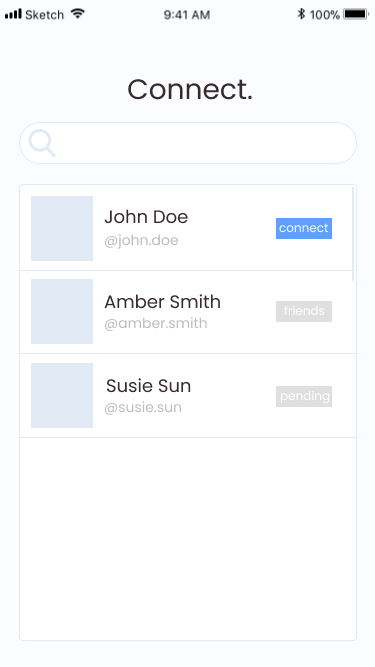 Sketch 9:41 AM 100%
Connect.
John Doe
@john.doe
connect
Amber Smith
@amber.smith
friends
Susie Sun
@susie.sun
pending